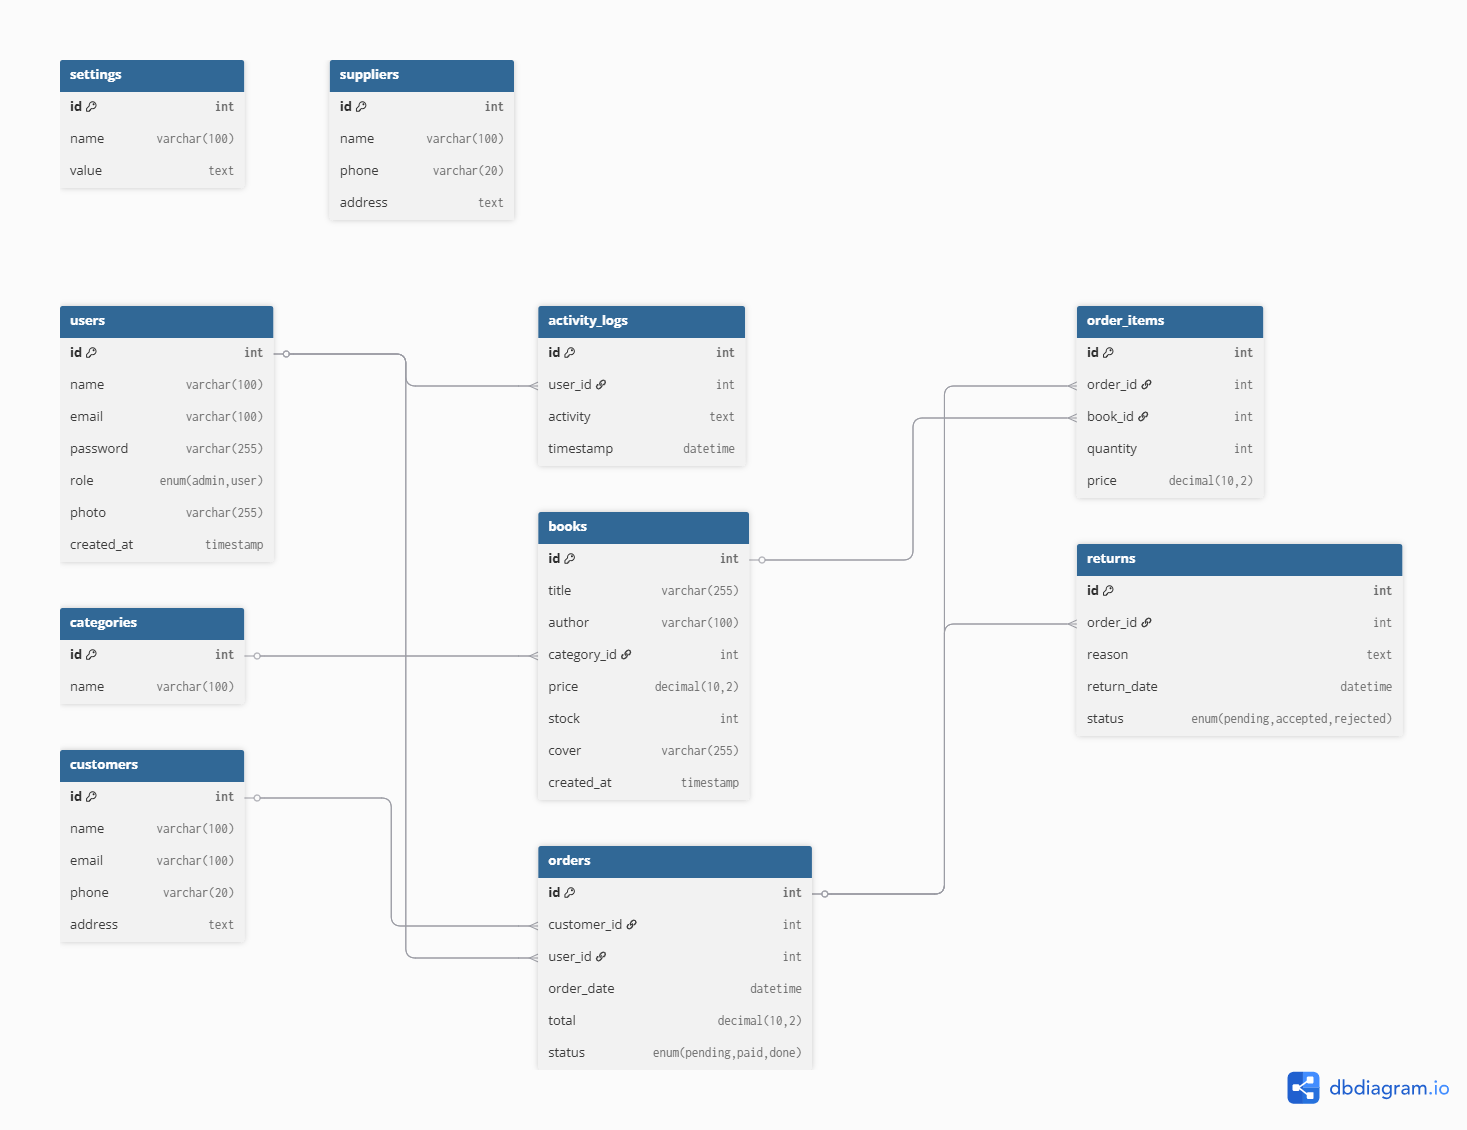 settings
id int
name varchar(100)
value text
suppliers
id int
name varchar(100)
phone varchar(20)
address text
users
id int
name varchar(100)
email varchar(100)
password varchar(255)
role enum(admin,user)
photo varchar(255)
created_at timestamp
categories
id int
name varchar(100)
customers
id int
name varchar(100)
email varchar(100)
phone varchar(20)
address text
activity_logs
id int
user_id int
activity text
timestamp datetime
books
id int
title varchar(255)
author varchar(100)
category_id int
price decimal(10,2)
stock int
cover varchar(255)
created_at timestamp
orders
id int
customer_id int
user_id int
order_date datetime
total decimal(10,2)
status enum(pending,paid,done)
order_items
id int
order_id int
book_id int
quantity int
price decimal(10,2)
returns
id int
order_id int
reason text
return_date datetime
status enum(pending,accepted,rejected)
dbdiagram.io